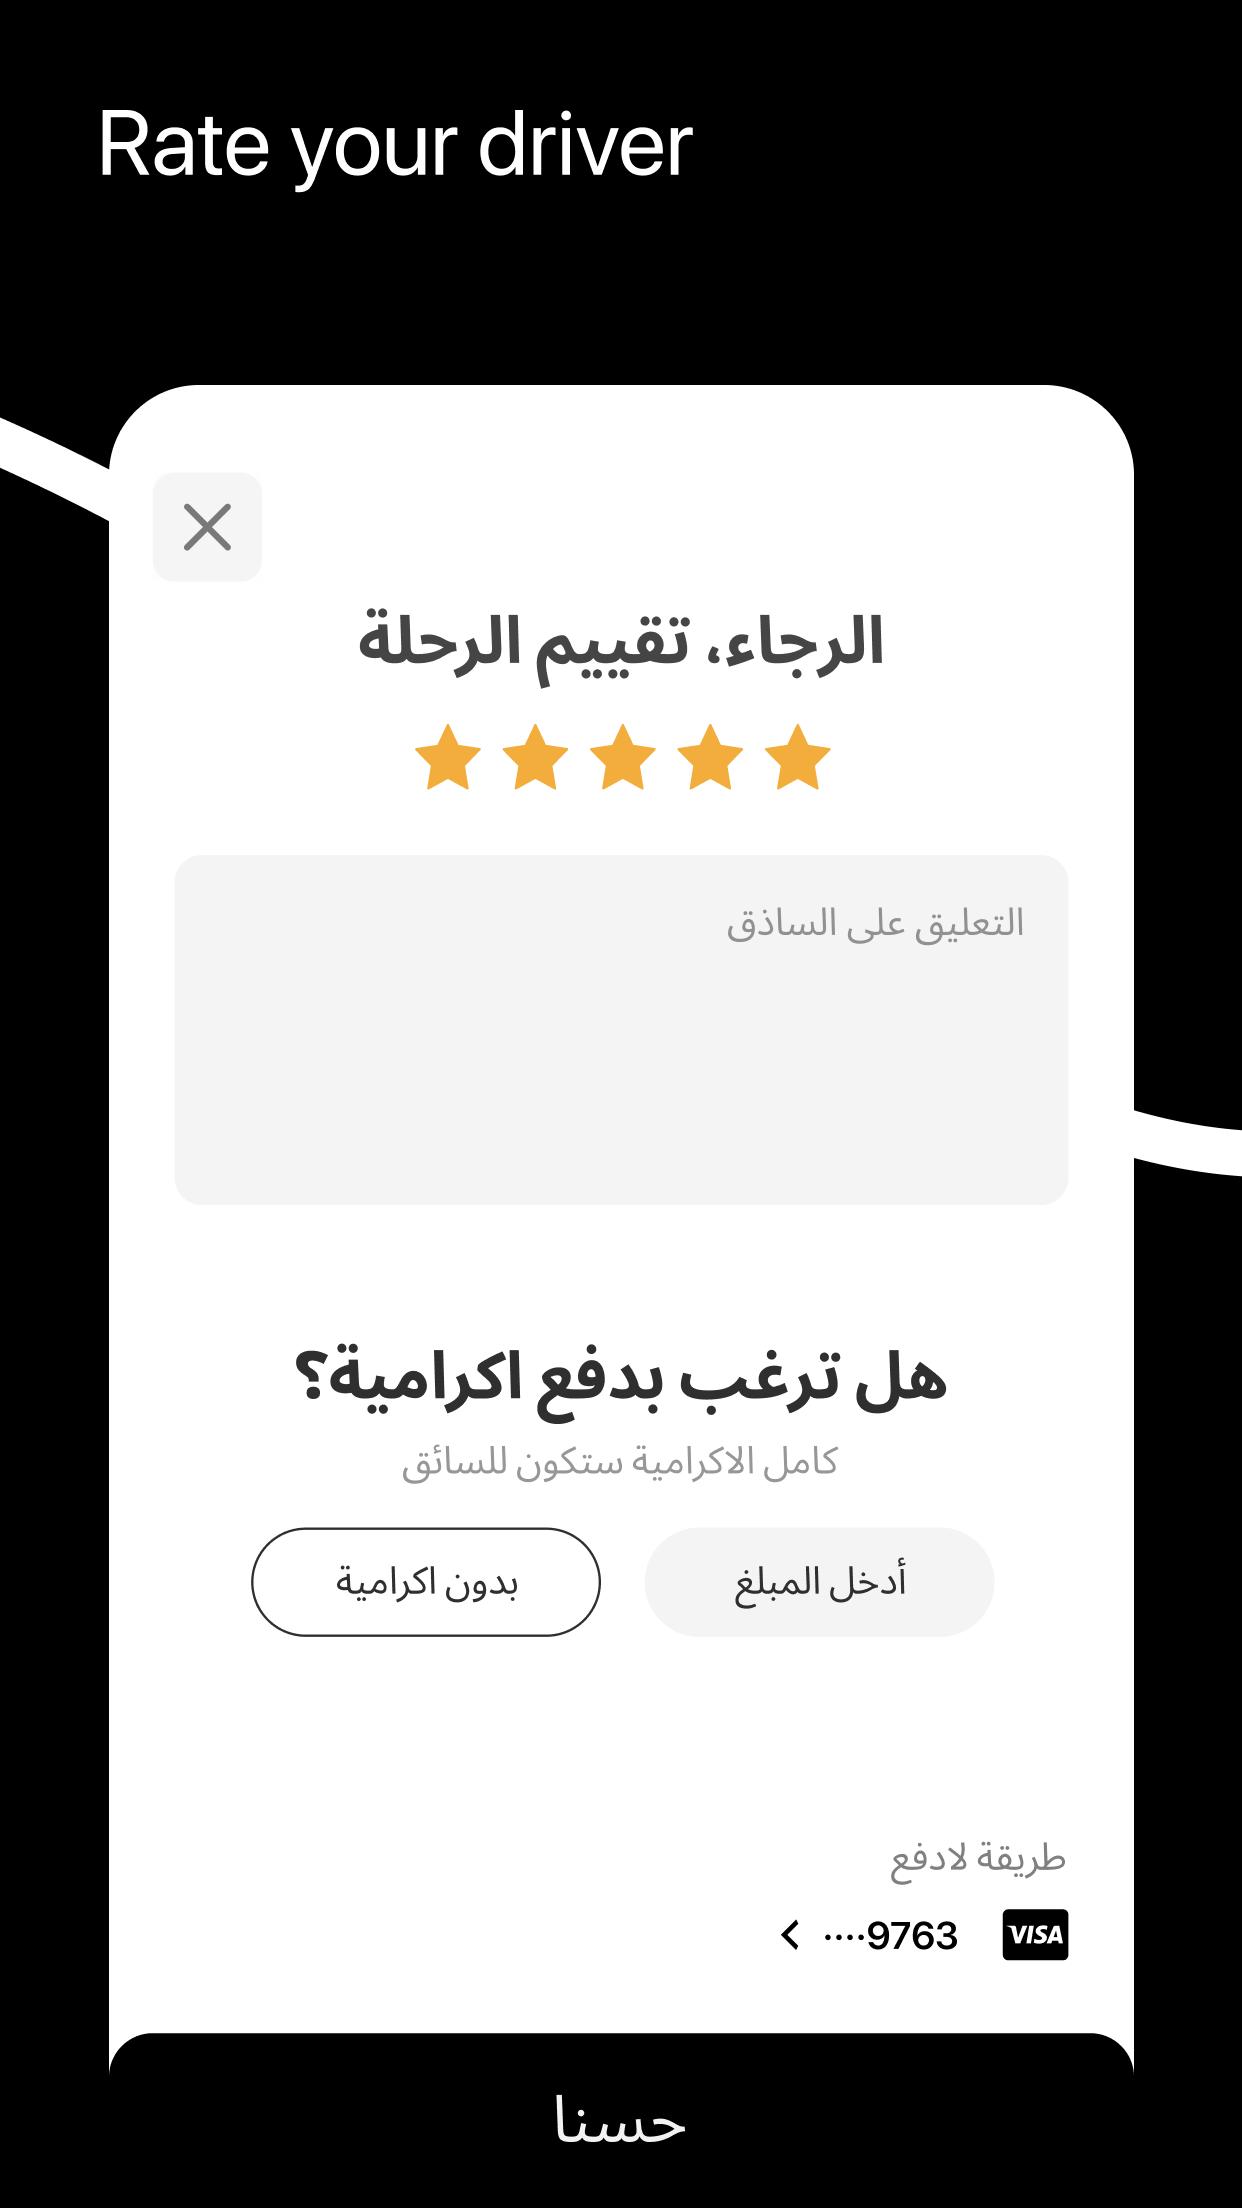 Rate your driver
الرجاء، تقييم الرحلة
التعليق على الساذق
هل ترغب بدفع اكرامية؟
كامل الاكرامية ستكون للسائق
أدخل المبلغ
بدون اكرامية
طريقة لادفع
VISA ····9763
حسنا